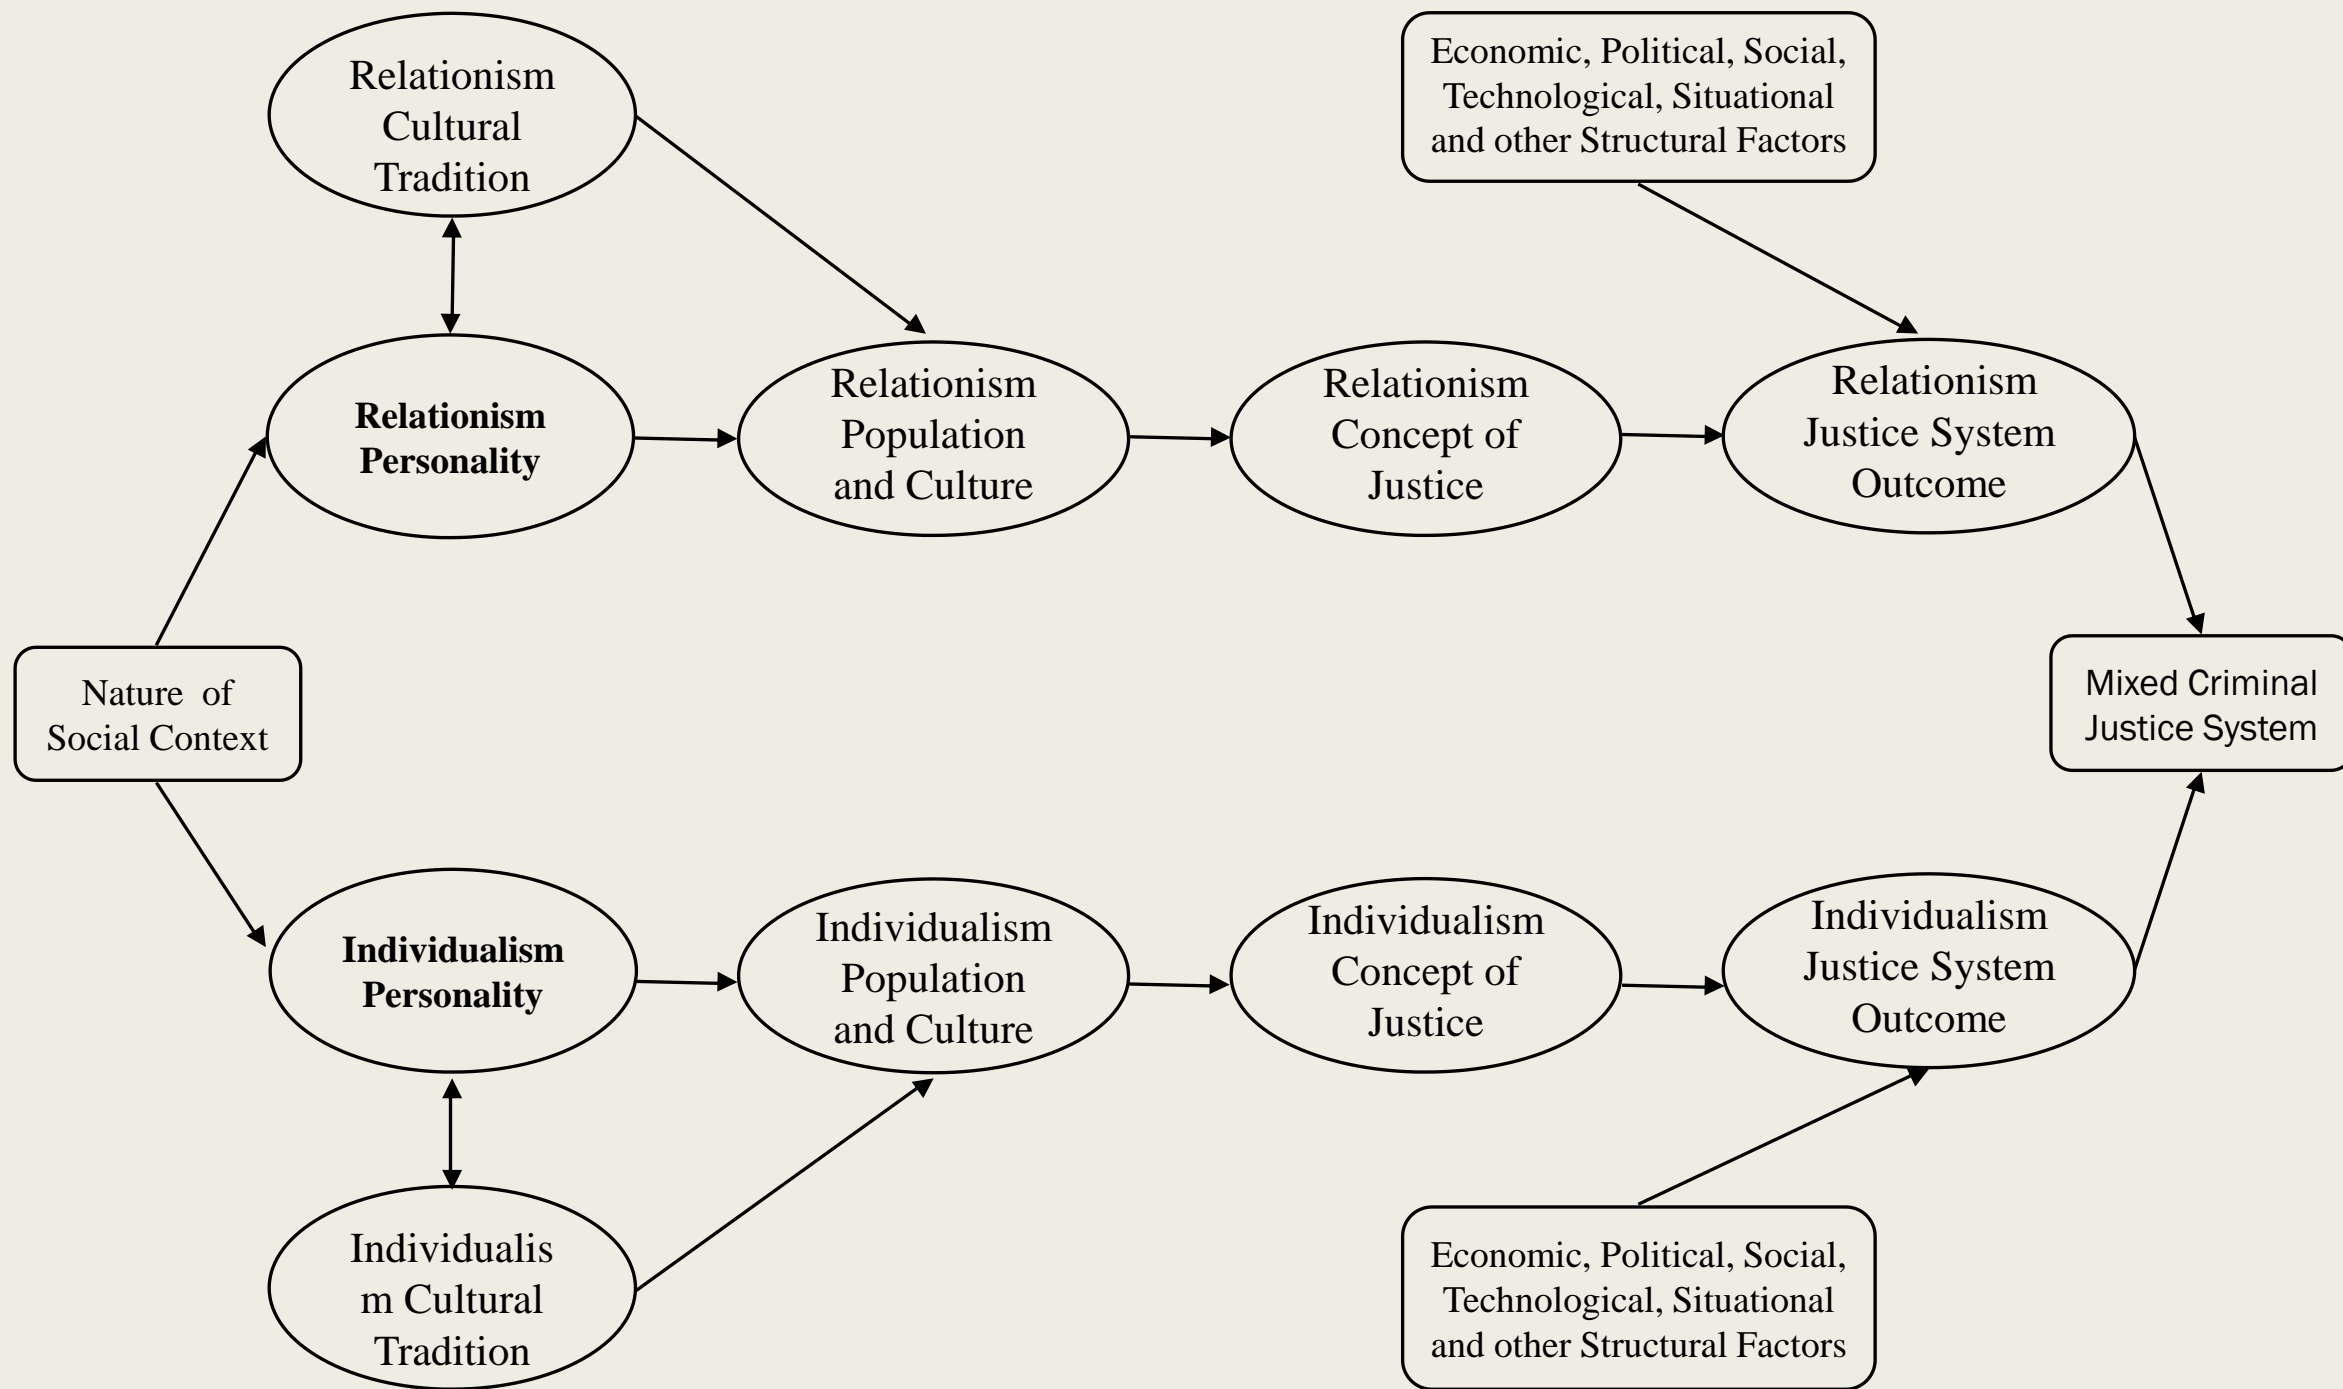 Relationism
Cultural
Tradition
Economic, Political, Social,
Technological, Situational
and other Structural Factors
Relationism
Personality
Relationism
Population
and Culture
Relationism
Concept of
Justice
Relationism
Justice System
Outcome
Nature of
Social Context
Mixed Criminal
Justice System
Individualism
Personality
Individualism
Population
and Culture
Individualism
Concept of
Justice
Individualism
Justice System
Outcome
Individualis
m Cultural
Tradition
Economic, Political, Social,
Technological, Situational
and other Structural Factors